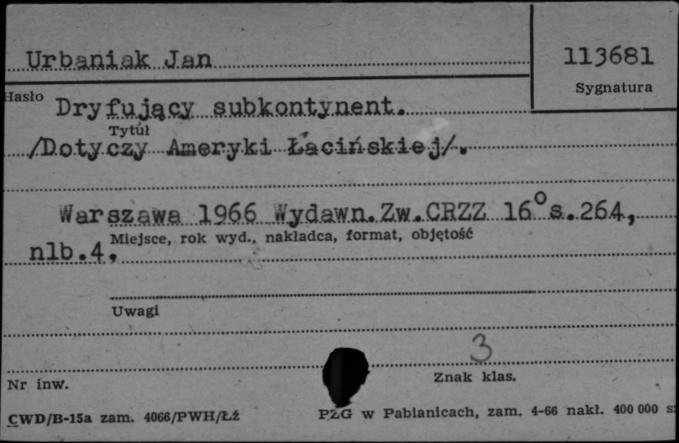 Urbaniak Jan
113681
Sygnatura
Hasło
Dryfujący subkontynent.
Tytuł
/Dotyczy Ameryki Łacińskiej/.
Warszawa 1966 Wydawn.Zw.CRZZ 16° s.264,
Miejsce, rok wyd., nakładca, format, objętość
nlb.4,
Uwagi
3
Nr inw.
Znak klas.
CWD/B-15a zam. 4066/PWH/Łź
PZG w Pabianicach, zam. 4-66 nakł. 400 000 s